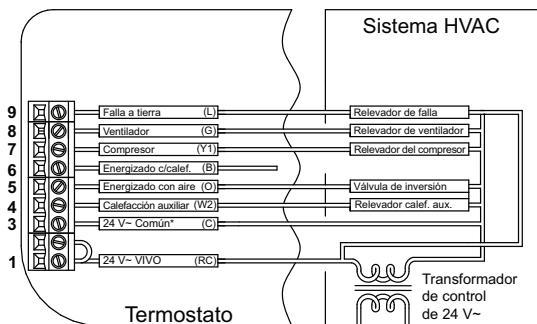 Sistema HVAC
9 Falla a tierra (L) Relevador de falla
8 Ventilador (G) Relevador de ventilador
7 Compresor (Y1) Relevador del compresor
6 Energizado c/calef. (B)
5 Energizado con aire (O) Válvula de inversión
4 Calefacción auxiliar (W2) Relevador calef. aux.
3 24 V~ Común* (C)
1 24 V~ VIVO (RC)
Termostato
Transformador
de control
de 24 V~